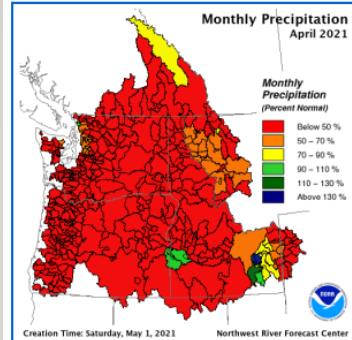 Monthly Precipitation
April 2021
Monthly
Precipitation
(Percent Normal)
Below 50 %
50 - 70 %
70 - 90 %
90 - 110 %
110 - 130 %
Above 130 %
NOAA
Creation Time: Saturday, May 1, 2021
Northwest River Forecast Center